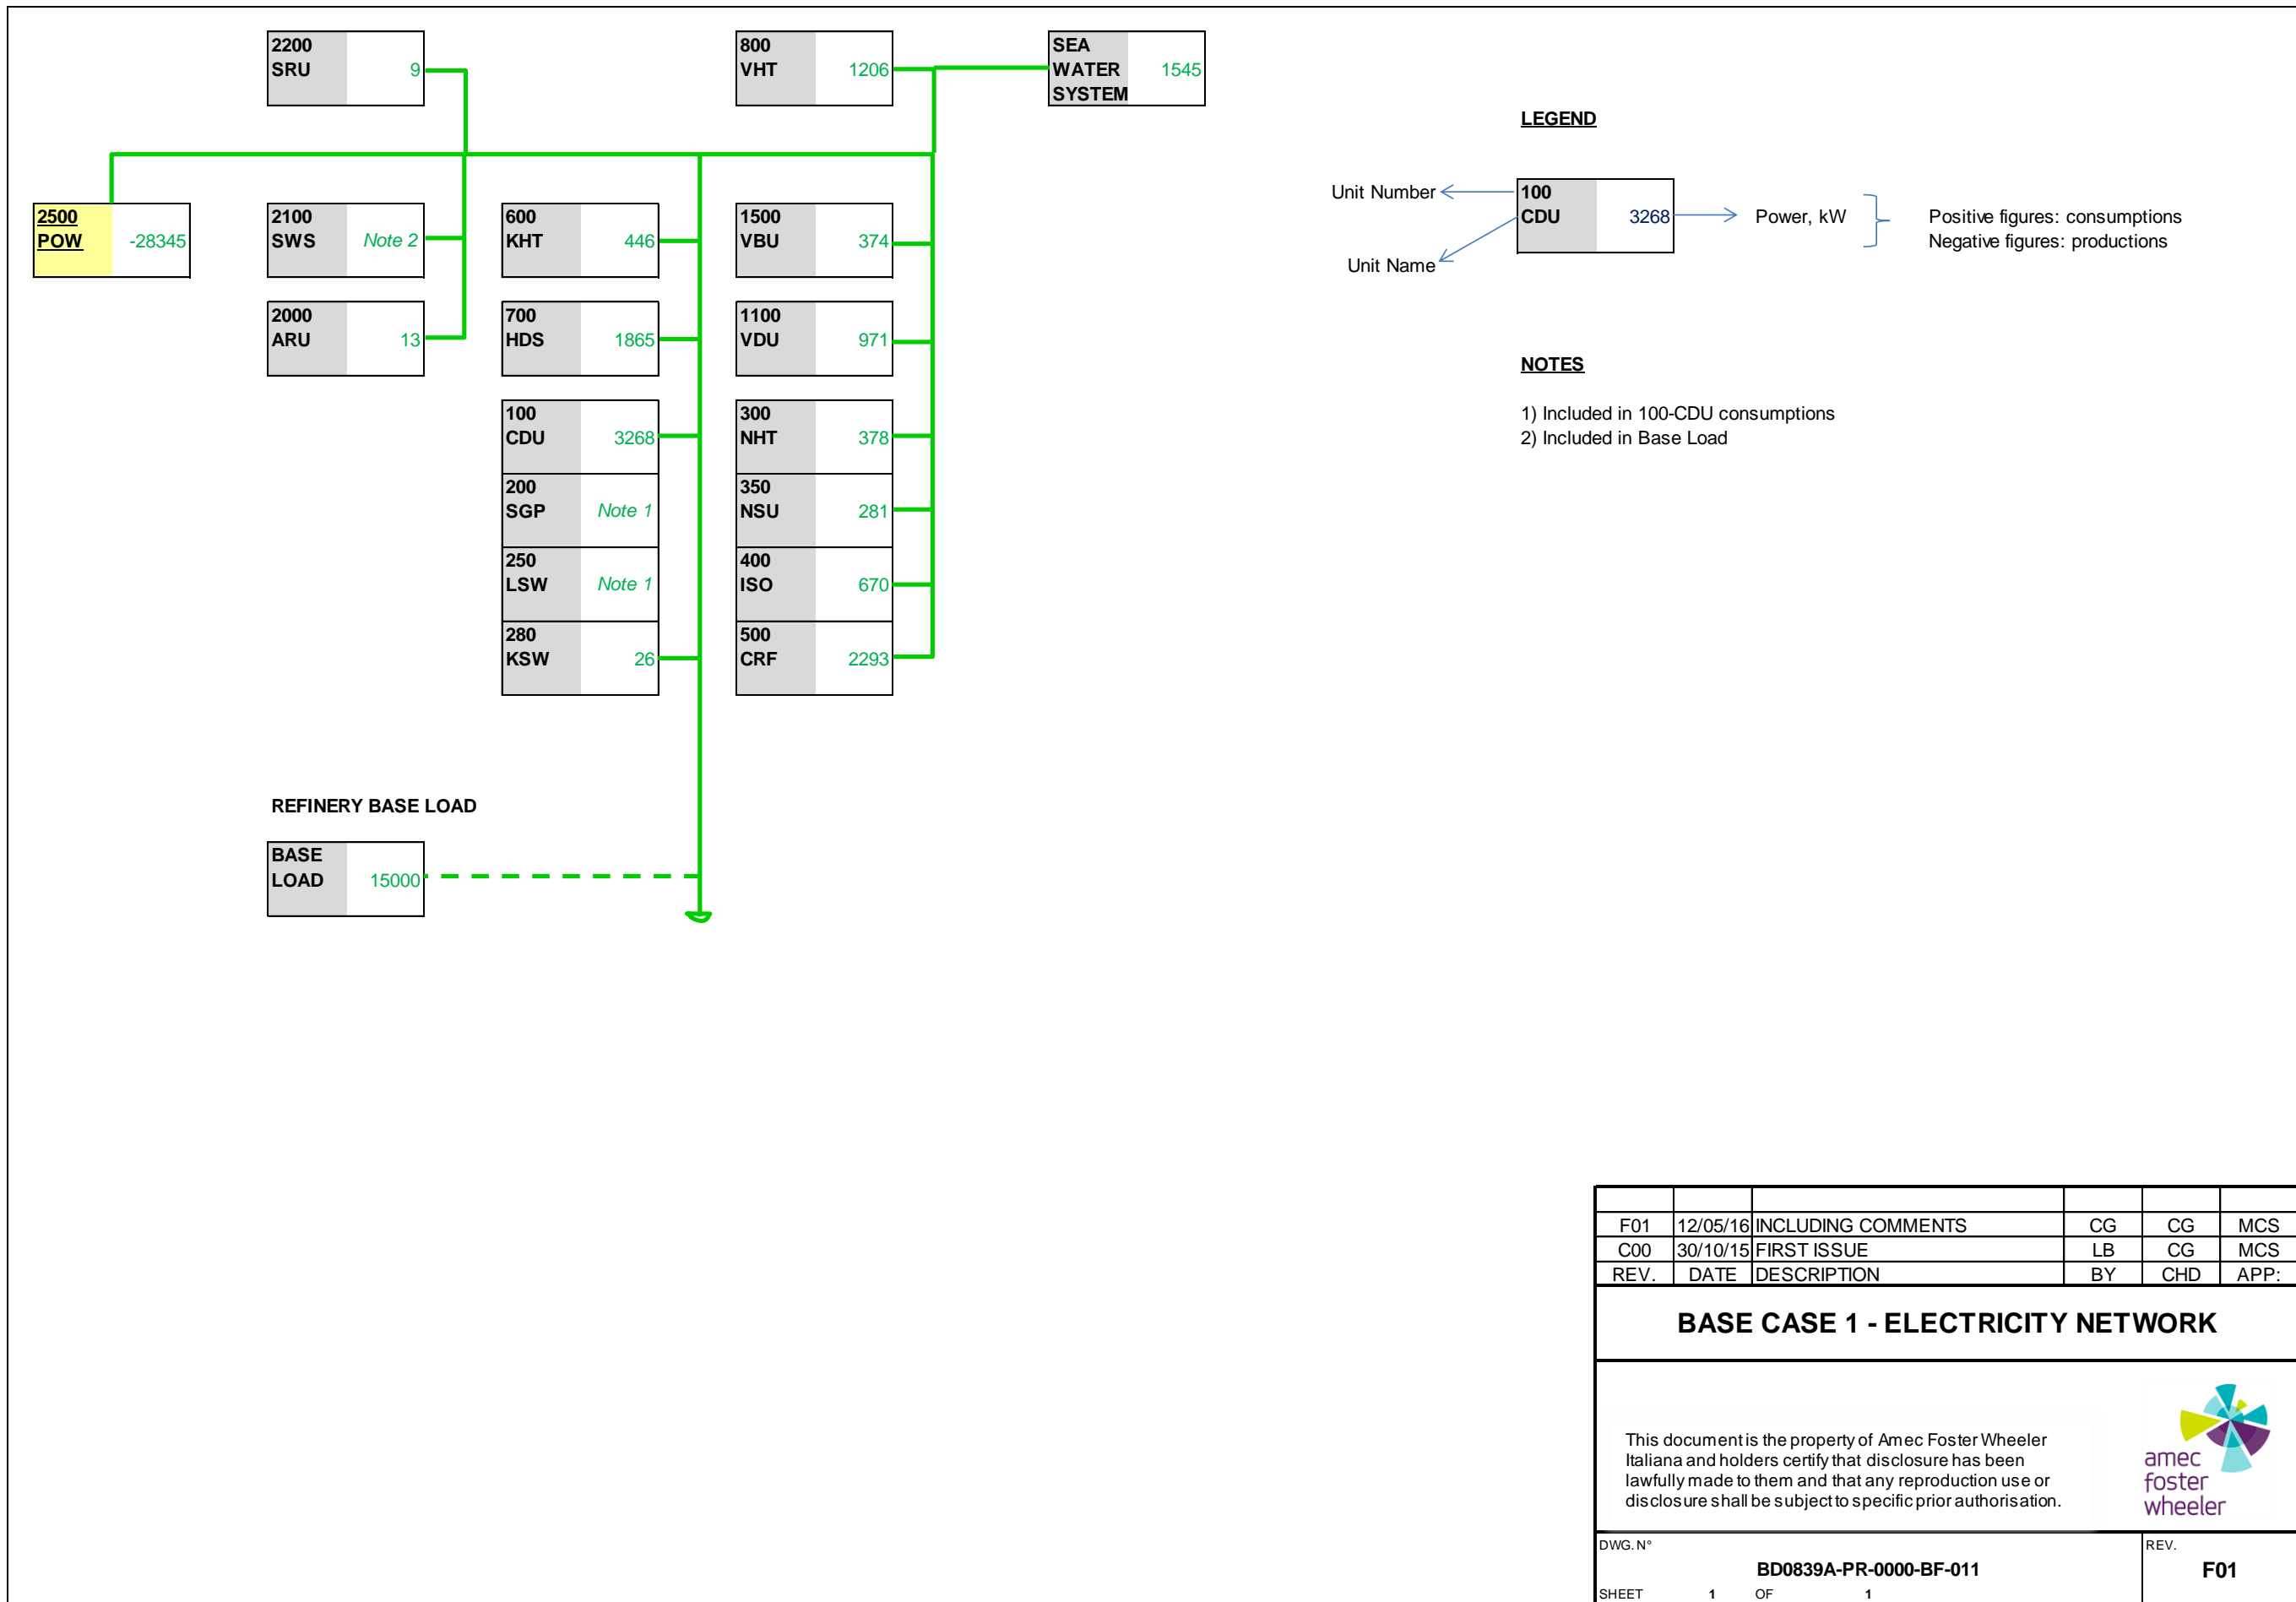 2200
SRU 9
800
VHT 1206
SEA
WATER 1545
SYSTEM
2500
POW -28345
2100
SWS Note 2
600
KHT 446
1500
VBU 374
2000
ARU 13
700
HDS 1865
1100
VDU 971
100
CDU 3268
300
NHT 378
200
SGP Note 1
350
NSU 281
250
LSW Note 1
400
ISO 670
280
KSW 26
500
CRF 2293
REFINERY BASE LOAD
BASE
LOAD 15000
LEGEND
Unit Number
100
CDU 3268
Unit Name
Power, kW
Positive figures: consumptions
Negative figures: productions
NOTES
1) Included in 100-CDU consumptions
2) Included in Base Load
F01 12/05/16 INCLUDING COMMENTS CG CG MCS
C00 30/10/15 FIRST ISSUE LB CG MCS
REV. DATE DESCRIPTION BY CHD APP:
BASE CASE 1 - ELECTRICITY NETWORK
This document is the property of Amec Foster Wheeler
Italiana and holders certify that disclosure has been
lawfully made to them and that any reproduction use or
disclosure shall be subject to specific prior authorisation.
amec
foster
wheeler
DWG. N° REV.
BD0839A-PR-0000-BF-011 F01
SHEET 1 OF 1